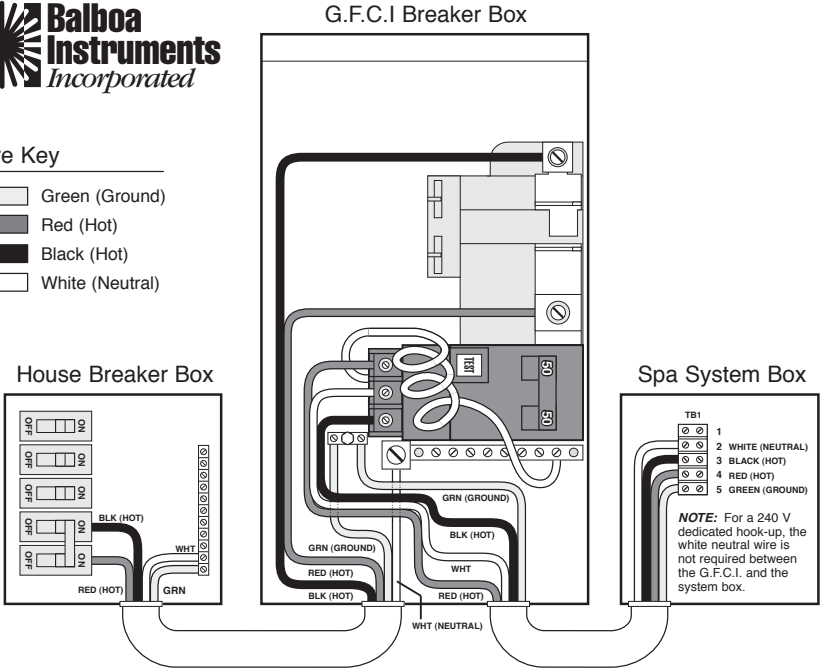 Balboa
Instruments
Incorporated
G.F.C.I Breaker Box
e Key
Green (Ground)
Red (Hot)
Black (Hot)
White (Neutral)
House Breaker Box
OFF ON
OFF ON
OFF ON
OFF ON
OFF ON
BLK (HOT)
WHT
RED (HOT)
GRN
TEST
50
50
GRN (GROUND)
BLK (HOT)
GRN (GROUND)
WHT
RED (HOT)
RED (HOT)
BLK (HOT)
WHT (NEUTRAL)
Spa System Box
TB1
1
2 WHITE (NEUTRAL)
3 BLACK (HOT)
4 RED (HOT)
5 GREEN (GROUND)
NOTE: For a 240 V
dedicated hook-up, the
white neutral wire is
not required between
the G.F.C.I. and the
system box.